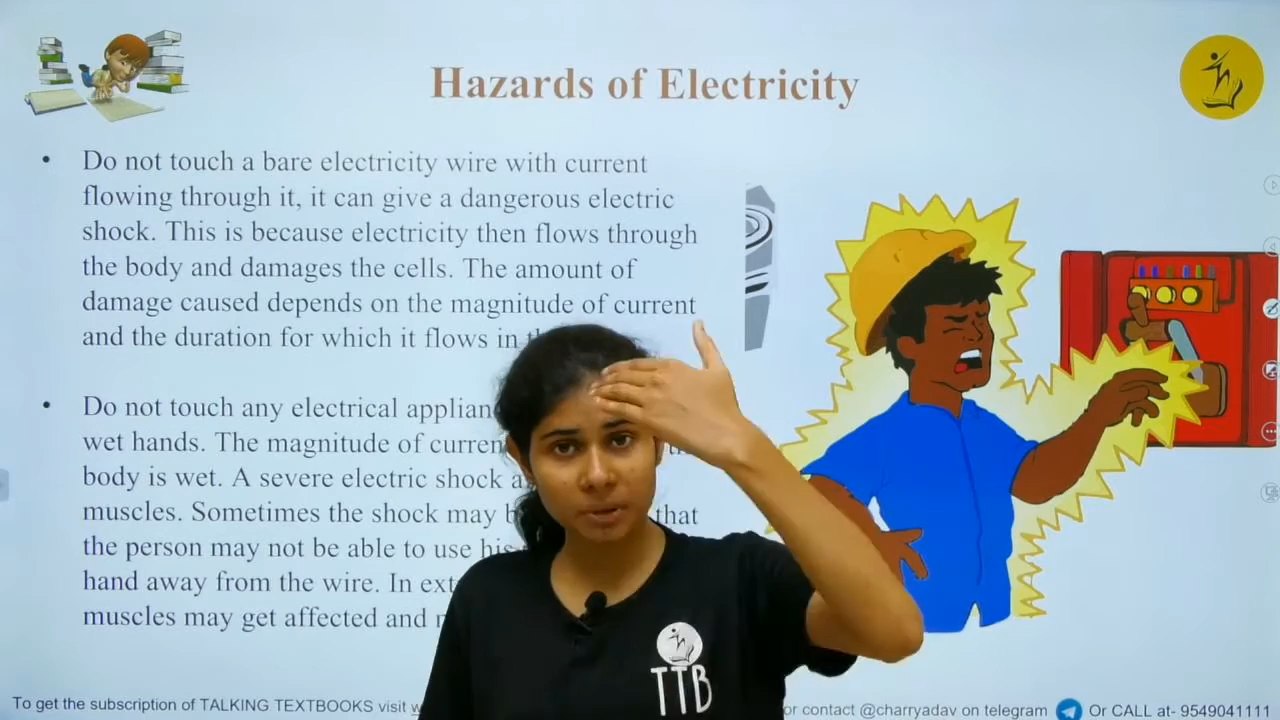 Hazards of Electricity
• Do not touch a bare electricity wire with current
flowing through it, it can give a dangerous electric
shock. This is because electricity then flows through
the body and damages the cells. The amount of
damage caused depends on the magnitude of current
and the duration for which it flows in
• Do not touch any electrical
wet hands. The magnitude of
body is wet. A severe electric shock
muscles. Sometimes the shock may that
the person may not be able to use his
hand away from the wire. In
muscles may get affected and
TTB
To get the subscription of TALKING TEXTBOOKS visit or contact @charryadav on telegram Or CALL at- 9549041111